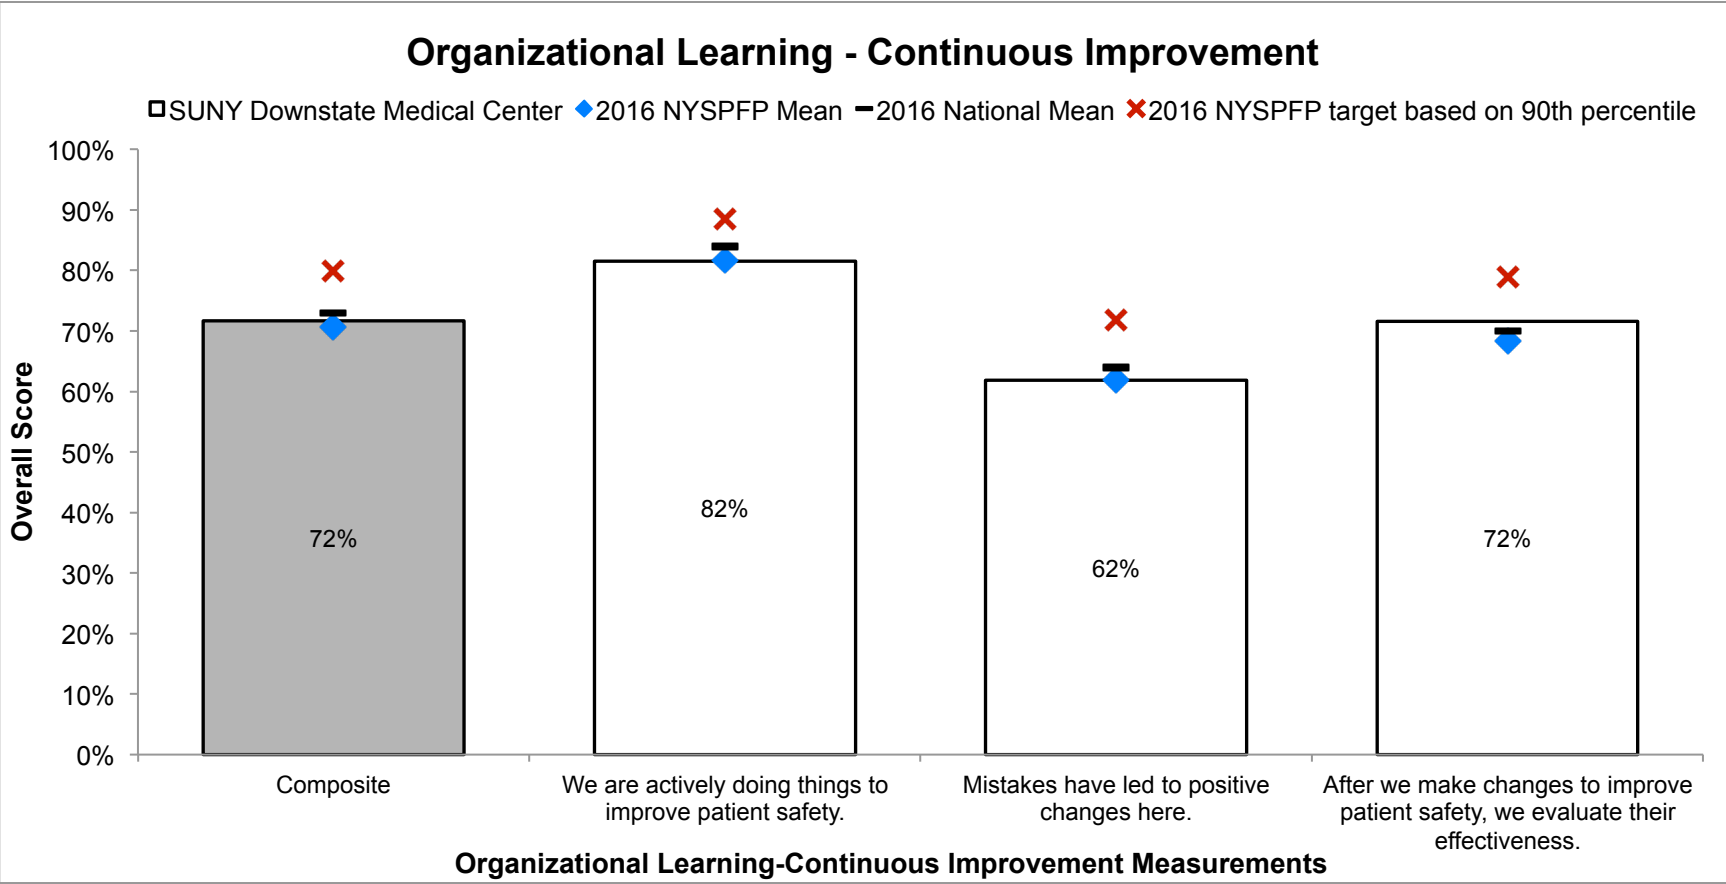 Organizational Learning - Continuous Improvement
SUNY Downstate Medical Center 2016 NYSPFP Mean 2016 National Mean 2016 NYSPFP target based on 90th percentile
100%
90%
80%
70%
60%
50%
40%
30%
20%
10%
0%
Overall Score
72%
82%
62%
72%
Composite
We are actively doing things to
improve patient safety.
Mistakes have led to positive
changes here.
After we make changes to improve
patient safety, we evaluate their
effectiveness.
Organizational Learning-Continuous Improvement Measurements